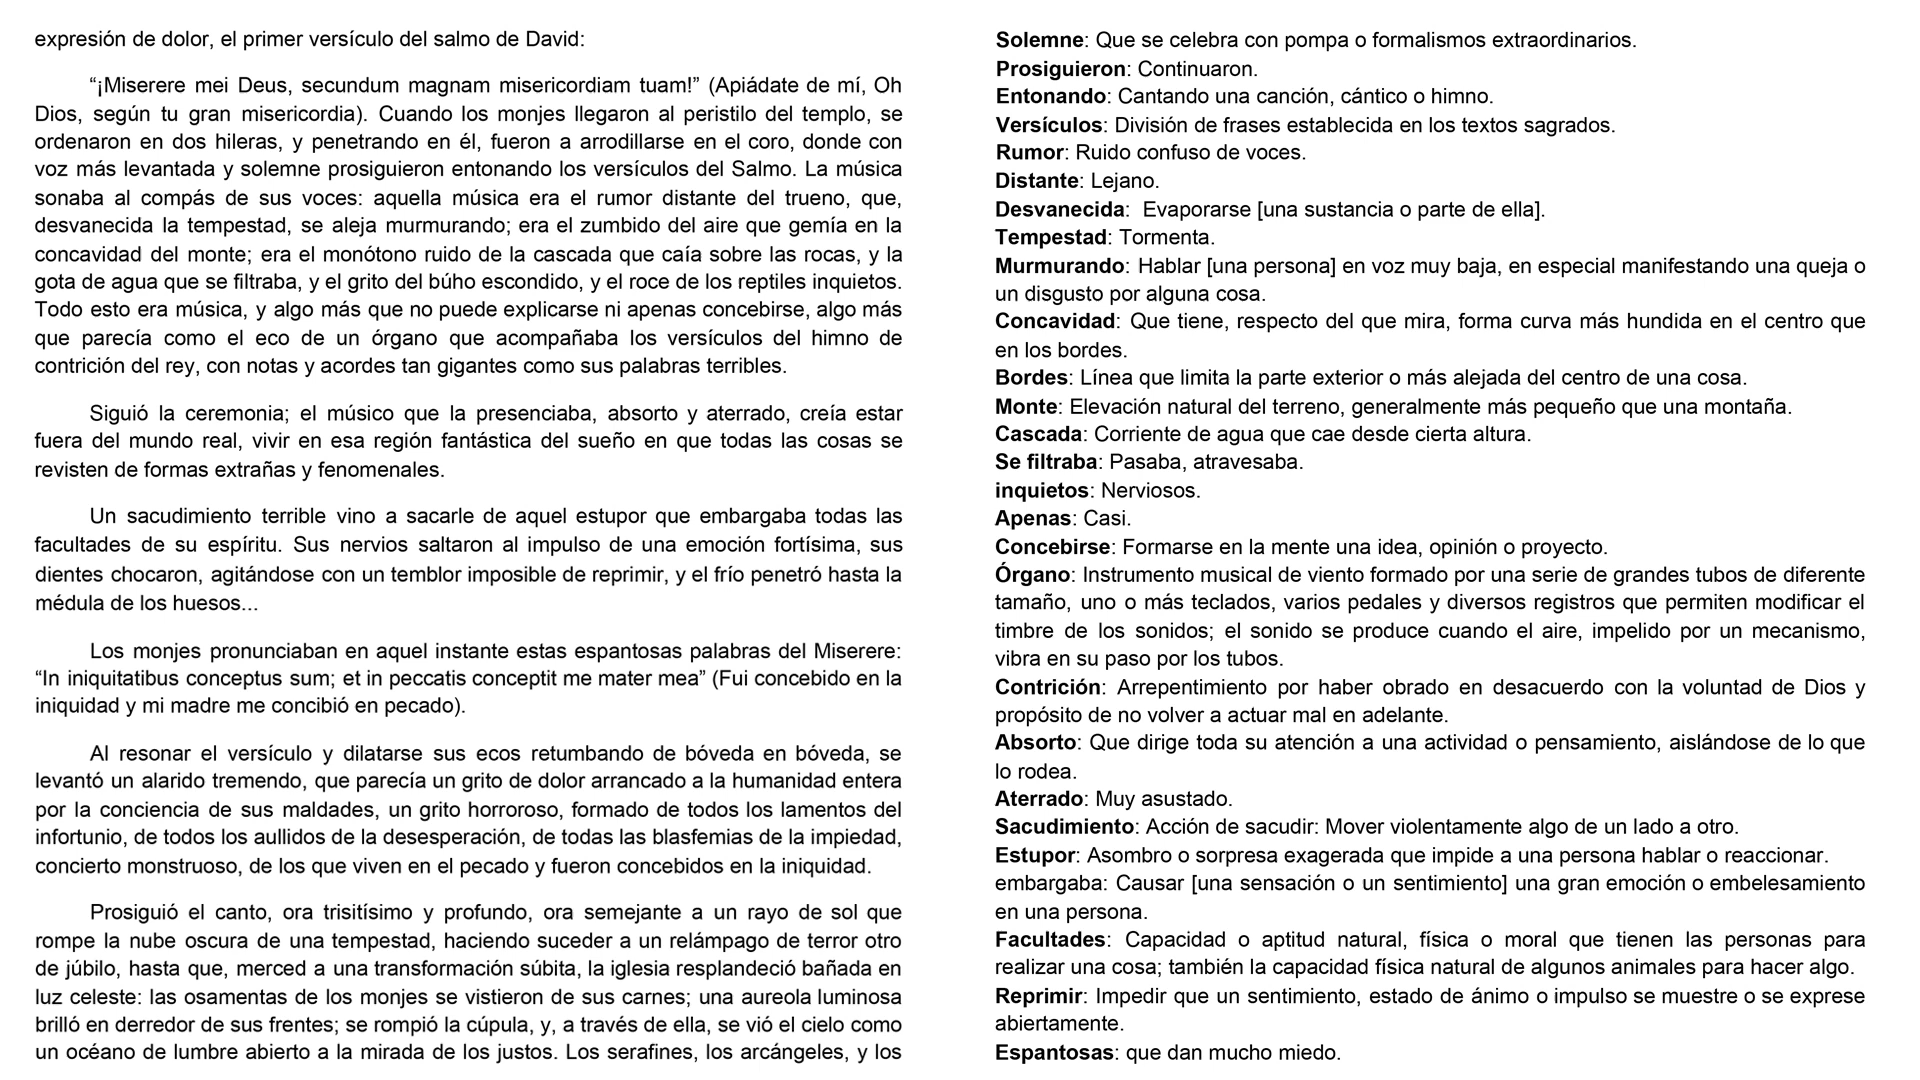 expresión de dolor, el primer versículo del salmo de David:
“¡Miserere mei Deus, secundum magnam misericordiam tuam!” (Apiádate de mí, Oh
Dios, según tu gran misericordia). Cuando los monjes llegaron al peristilo del templo, se
ordenaron en dos hileras, y penetrando en él, fueron a arrodillarse en el coro, donde con
voz más levantada y solemne prosiguieron entonando los versículos del Salmo. La música
sonaba al compás de sus voces: aquella música era el rumor distante del trueno, que,
desvanecida la tempestad, se aleja murmurando; era el zumbido del aire que gemía en la
concavidad del monte; era el monótono ruido de la cascada que caía sobre las rocas, y la
gota de agua que se filtraba, y el grito del búho escondido, y el roce de los reptiles inquietos.
Todo esto era música, y algo más que no puede explicarse ni apenas concebirse, algo más
que parecía como el eco de un órgano que acompañaba los versículos del himno de
contrición del rey, con notas y acordes tan gigantes como sus palabras terribles.
Siguió la ceremonia; el músico que la presenciaba, absorto y aterrado, creía estar
fuera del mundo real, vivir en esa región fantástica del sueño en que todas las cosas se
revisten de formas extrañas y fenomenales.
Un sacudimiento terrible vino a sacarle de aquel estupor que embargaba todas las
facultades de su espíritu. Sus nervios saltaron al impulso de una emoción fortísima, sus
dientes chocaron, agitándose con un temblor imposible de reprimir, y el frío penetró hasta la
médula de los huesos...
Los monjes pronunciaban en aquel instante estas espantosas palabras del Miserere:
“In iniquitatibus conceptus sum; et in peccatis conceptit me mater mea” (Fui concebido en la
iniquidad y mi madre me concibió en pecado).
Al resonar el versículo y dilatarse sus ecos retumbando de bóveda en bóveda, se
levantó un alarido tremendo, que parecía un grito de dolor arrancado a la humanidad entera
por la conciencia de sus maldades, un grito horroroso, formado de todos los lamentos del
infortunio, de todos los aullidos de la desesperación, de todas las blasfemias de la impiedad,
concierto monstruoso, de los que viven en el pecado y fueron concebidos en la iniquidad.
Prosiguió el canto, ora trisitísimo y profundo, ora semejante a un rayo de sol que
rompe la nube oscura de una tempestad, haciendo suceder a un relámpago de terror otro
de júbilo, hasta que, merced a una transformación súbita, la iglesia resplandeció bañada en
luz celeste: las osamentas de los monjes se vistieron de sus carnes; una aureola luminosa
brilló en derredor de sus frentes; se rompió la cúpula, y, a través de ella, se vió el cielo como
un océano de lumbre abierto a la mirada de los justos. Los serafines, los arcángeles, y los
Solemne: Que se celebra con pompa o formalismos extraordinarios.
Prosiguieron: Continuaron.
Entonando: Cantando una canción, cántico o himno.
Versículos: División de frases establecida en los textos sagrados.
Rumor: Ruido confuso de voces.
Distante: Lejano.
Desvanecida: Evaporarse [una sustancia o parte de ella].
Tempestad: Tormenta.
Murmurando: Hablar [una persona] en voz muy baja, en especial manifestando una queja o
un disgusto por alguna cosa.
Concavidad: Que tiene, respecto del que mira, forma curva más hundida en el centro que
en los bordes.
Bordes: Línea que limita la parte exterior o más alejada del centro de una cosa.
Monte: Elevación natural del terreno, generalmente más pequeño que una montaña.
Cascada: Corriente de agua que cae desde cierta altura.
Se filtraba: Pasaba, atravesaba.
inquietos: Nerviosos.
Apenas: Casi.
Concebirse: Formarse en la mente una idea, opinión o proyecto.
Órgano: Instrumento musical de viento formado por una serie de grandes tubos de diferente
tamaño, uno o más teclados, varios pedales y diversos registros que permiten modificar el
timbre de los sonidos; el sonido se produce cuando el aire, impelido por un mecanismo,
vibra en su paso por los tubos.
Contrición: Arrepentimiento por haber obrado en desacuerdo con la voluntad de Dios y
propósito de no volver a actuar mal en adelante.
Absorto: Que dirige toda su atención a una actividad o pensamiento, aislándose de lo que
lo rodea.
Aterrado: Muy asustado.
Sacudimiento: Acción de sacudir: Mover violentamente algo de un lado a otro.
Estupor: Asombro o sorpresa exagerada que impide a una persona hablar o reaccionar.
embargaba: Causar [una sensación o un sentimiento] una gran emoción o embelesamiento
en una persona.
Facultades: Capacidad o aptitud natural, física o moral que tienen las personas para
realizar una cosa; también la capacidad física natural de algunos animales para hacer algo.
Reprimir: Impedir que un sentimiento, estado de ánimo o impulso se muestre o se exprese
abiertamente.
Espantosas: que dan mucho miedo.